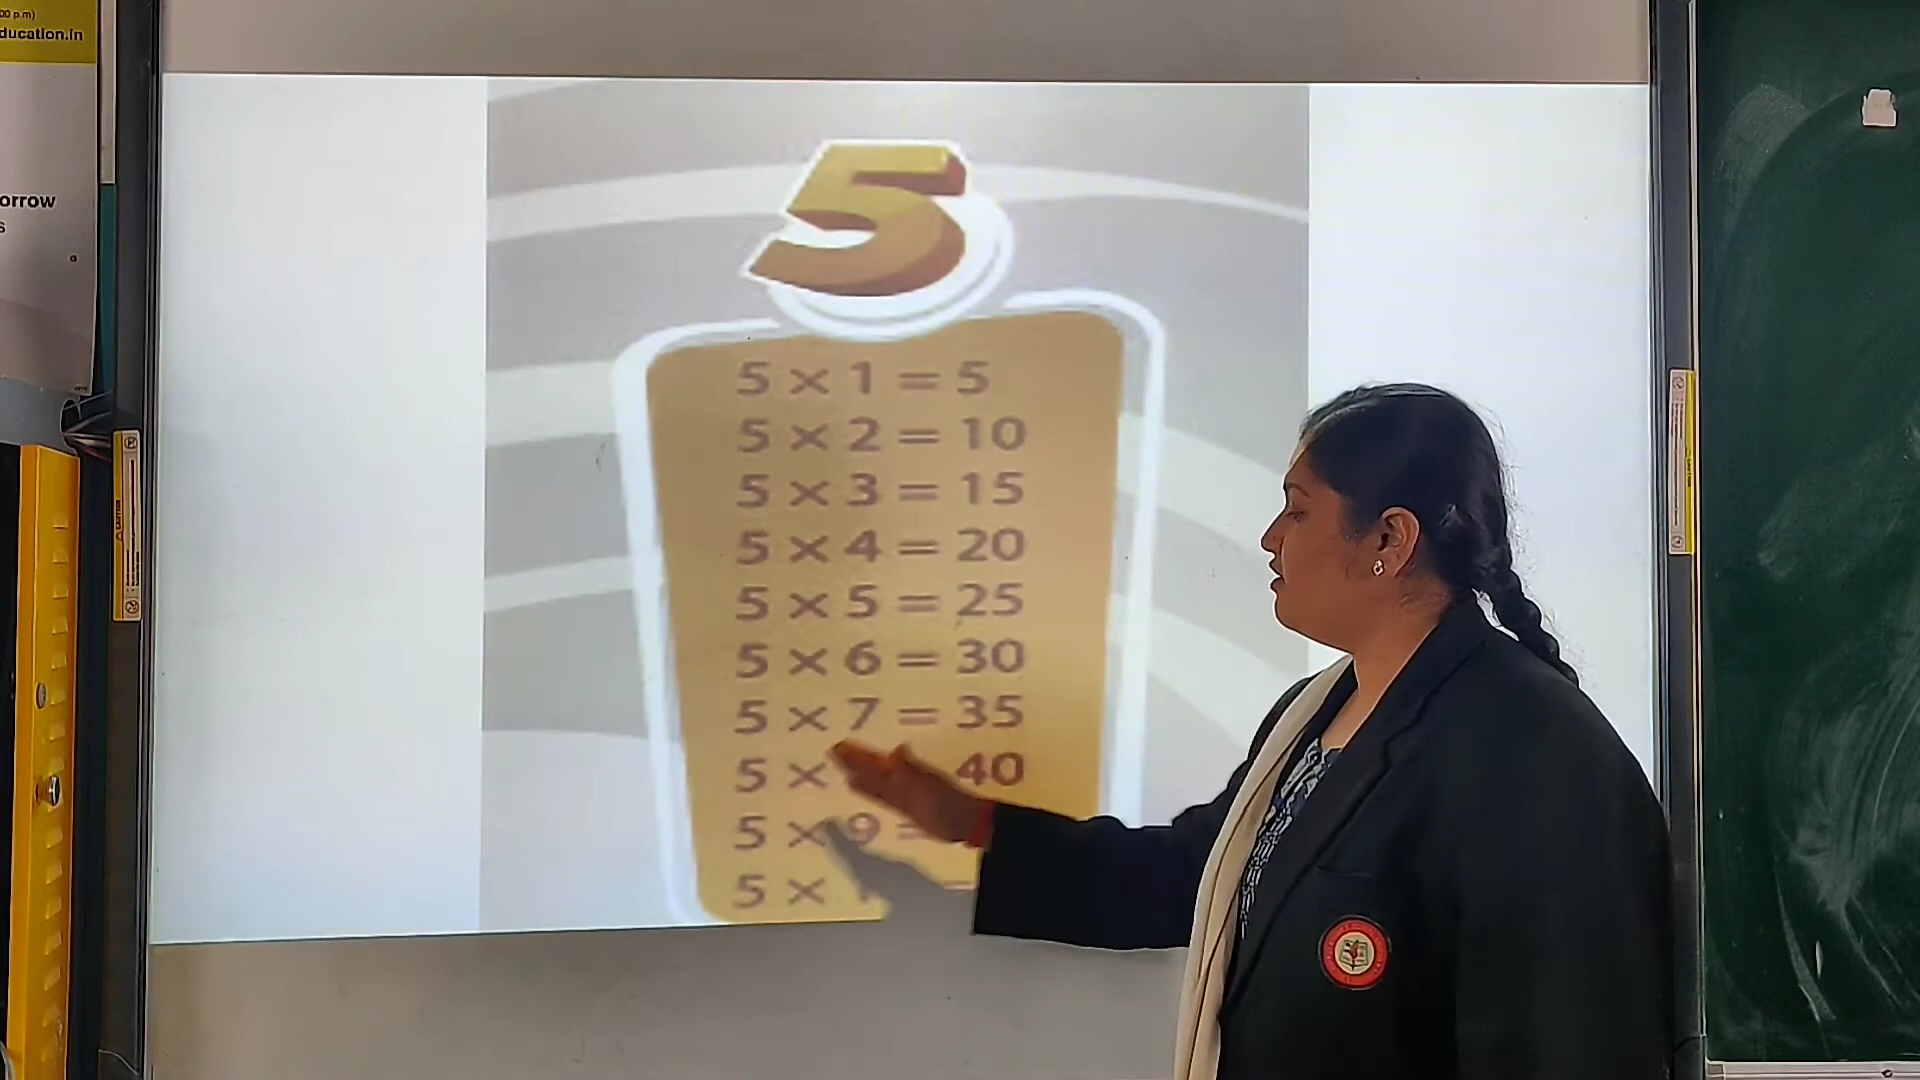 00 p.m)
ducation.in
orrow
s
5
5 × 1 = 5
5 × 2 = 10
5 × 3 = 15
5 × 4 = 20
5 × 5 = 25
5 × 6 = 30
5 × 7 = 35
5 × 40
5 × 9 =
5 × =